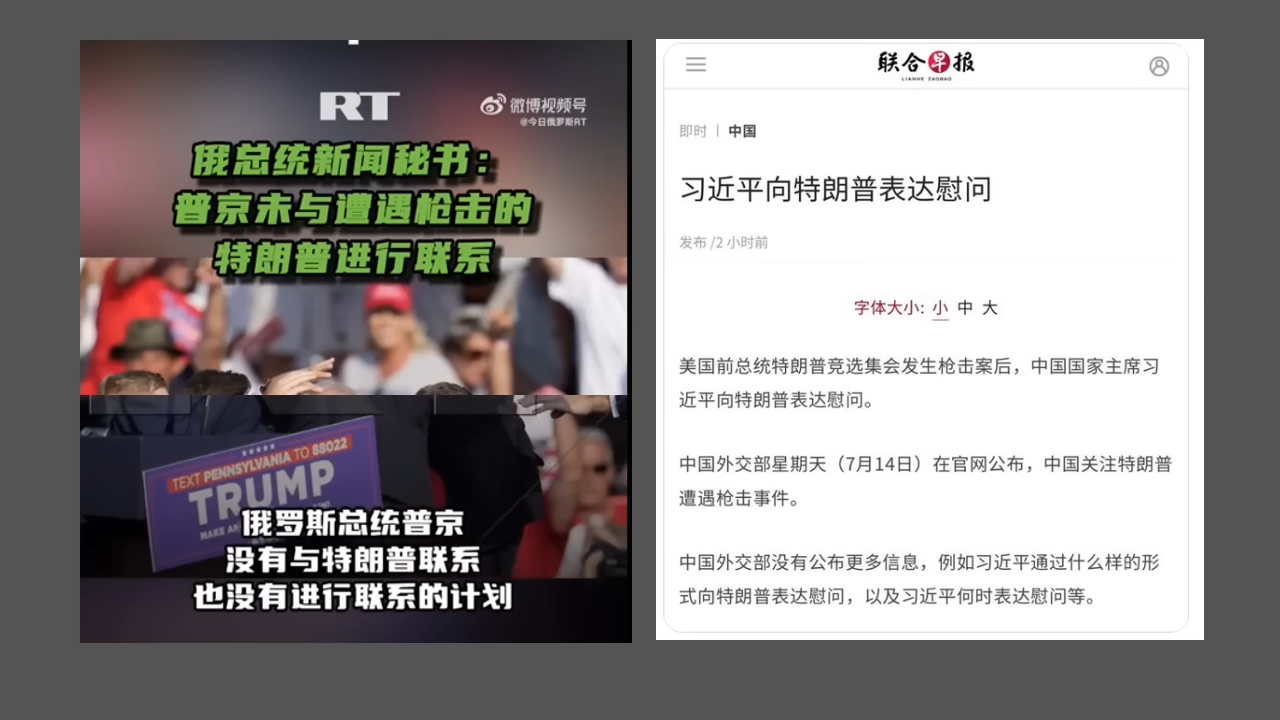 RT
微博视频号
@今日俄罗斯RT
俄总统新闻秘书：
普京未与遭遇枪击的
特朗普进行联系
★★★★★
TEXT PENNSYLVANIA TO 88022
TRUMP
MAKE
俄罗斯总统普京
没有与特朗普联系
也没有进行联系的计划
联合早报
LIANHE ZAOBAO
即时 | 中国
习近平向特朗普表达慰问
发布 /2 小时前
字体大小: 小 中 大
美国前总统特朗普竞选集会发生枪击案后，中国国家主席习
近平向特朗普表达慰问。
中国外交部星期天（7月14日）在官网公布，中国关注特朗普
遭遇枪击事件。
中国外交部没有公布更多信息，例如习近平通过什么样的形
式向特朗普表达慰问，以及习近平何时表达慰问等。